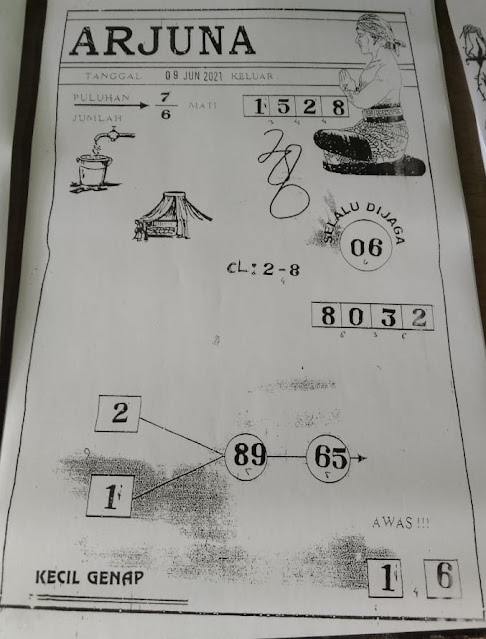 ARJUNA
TANGGAL 09 JUN 2021 KELUAR :
PULUHAN 7 MATI
JUMLAH 6
1 5 2 8
SELALU DIJAGA
06
CL: 2-8
8 0 3 2
2
89 65
1
AWAS !!!
KECIL GENAP
1 6